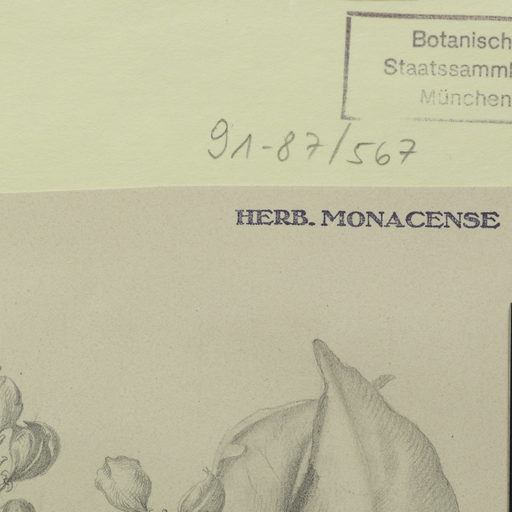 Botanisch
Staatssamml
München
91-87/567
HERB. MONACENSE